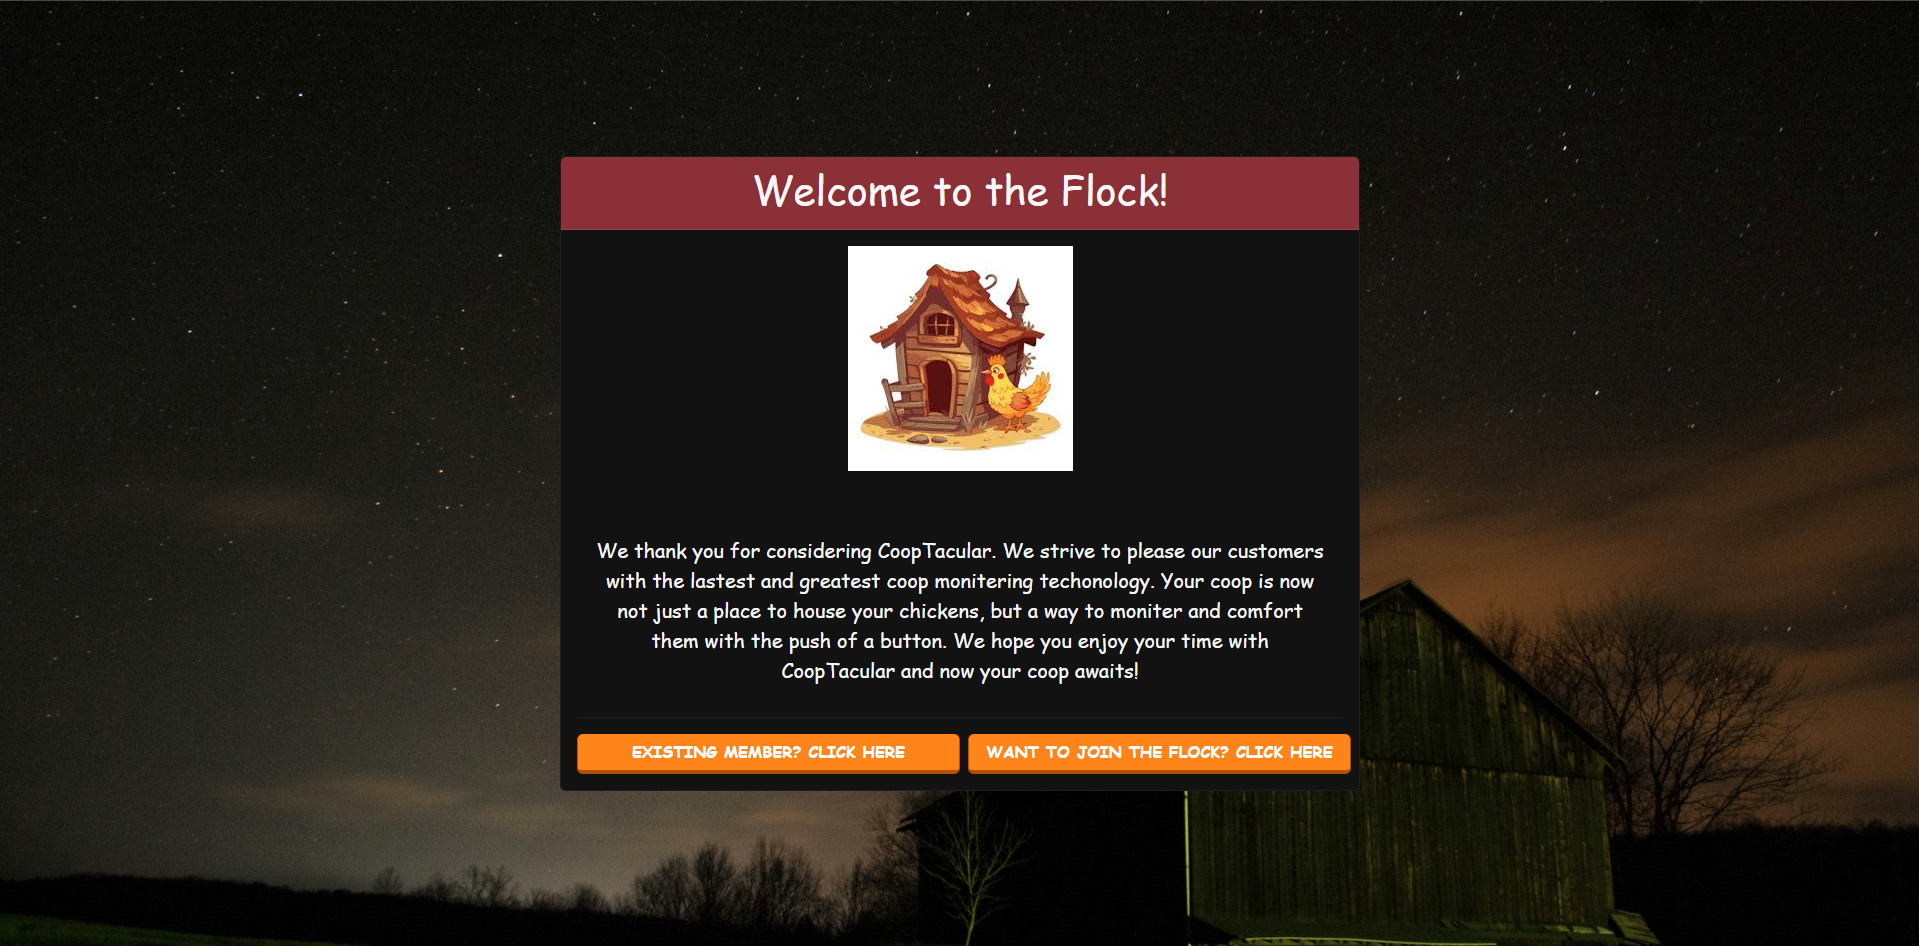 Welcome to the Flock!
We thank you for considering CoopTacular. We strive to please our customers
with the lastest and greatest coop monitering techonology. Your coop is now
not just a place to house your chickens, but a way to moniter and comfort
them with the push of a button. We hope you enjoy your time with
CoopTacular and now your coop awaits!
EXISTING MEMBER? CLICK HERE
WANT TO JOIN THE FLOCK? CLICK HERE